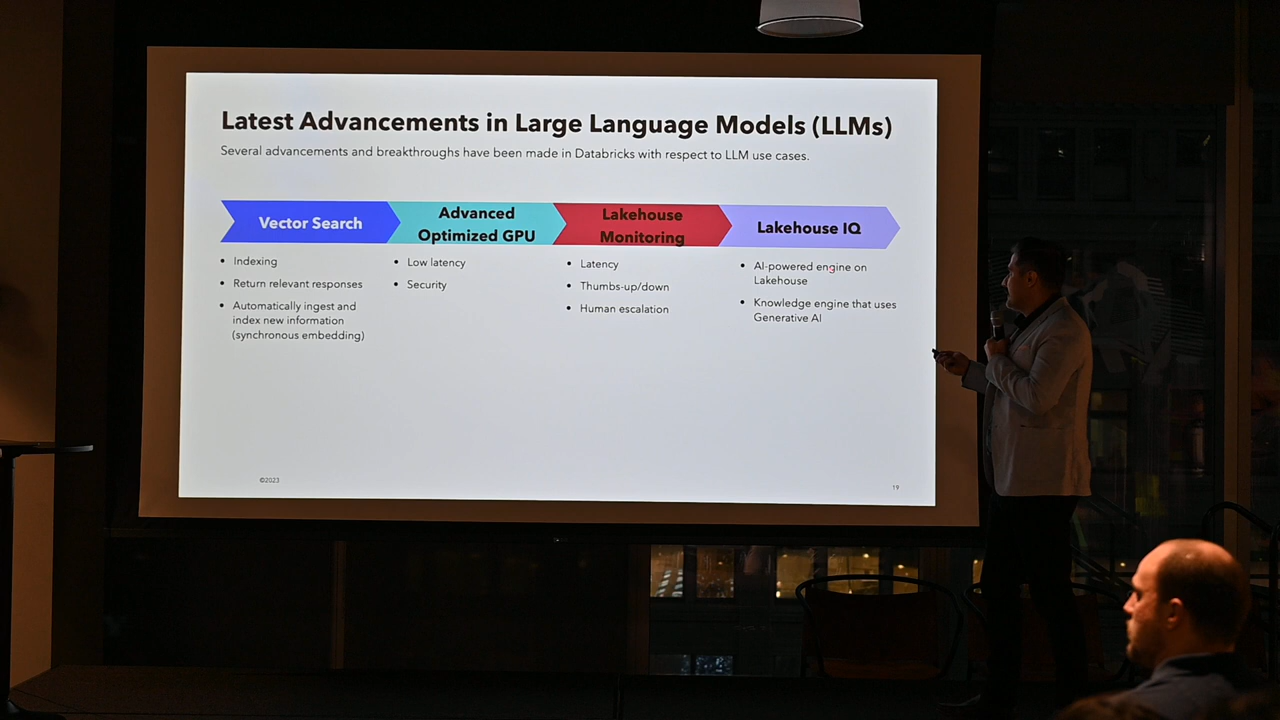 Latest Advancements in Large Language Models (LLMs)
Several advancements and breakthroughs have been made in Databricks with respect to LLM use cases.
Vector Search
• Indexing
• Return relevant responses
• Automatically ingest and
index new information
(synchronous embedding)
Advanced
Optimized GPU
• Low latency
• Security
Lakehouse
Monitoring
• Latency
• Thumbs-up/down
• Human escalation
Lakehouse IQ
• AI-powered engine on
Lakehouse
• Knowledge engine that uses
Generative AI
©2023
19